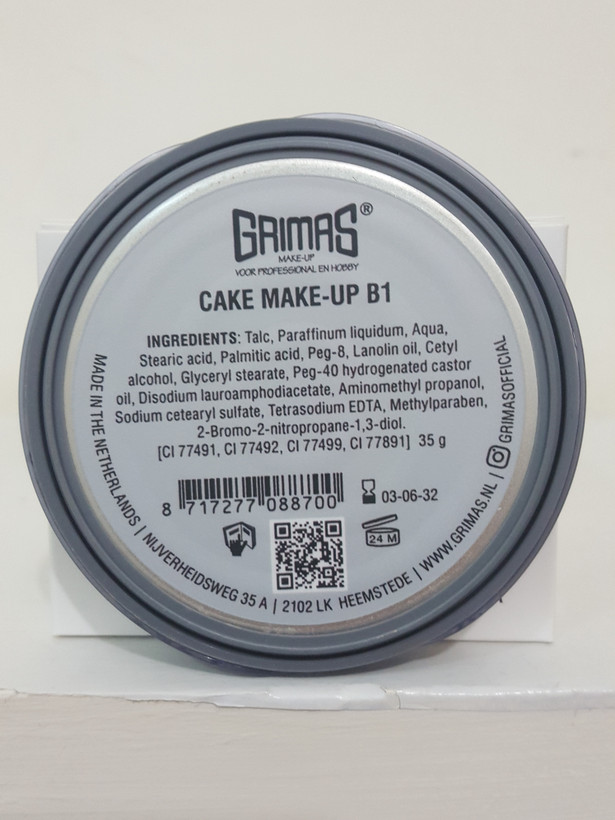 GRIMAS®
MAKE-UP
VOOR PROFESSIONAL EN HOBBY
CAKE MAKE-UP B1
INGREDIENTS: Talc, Paraffinum liquidum, Aqua,
Stearic acid, Palmitic acid, Peg-8, Lanolin oil, Cetyl
alcohol, Glyceryl stearate, Peg-40 hydrogenated castor
oil, Disodium lauroamphodiacetate, Aminomethyl propanol,
Sodium cetearyl sulfate, Tetrasodium EDTA, Methylparaben,
2-Bromo-2-nitropropane-1,3-diol.
[CI 77491, CI 77492, CI 77499, CI 77891] 35 g
8 717277 088700
03-06-32
24 M
MADE IN THE NETHERLANDS | NIJVERHEIDSWEG 35 A | 2102 LK HEEMSTEDE | WWW.GRIMAS.NL | GRIMASOFFICIAL